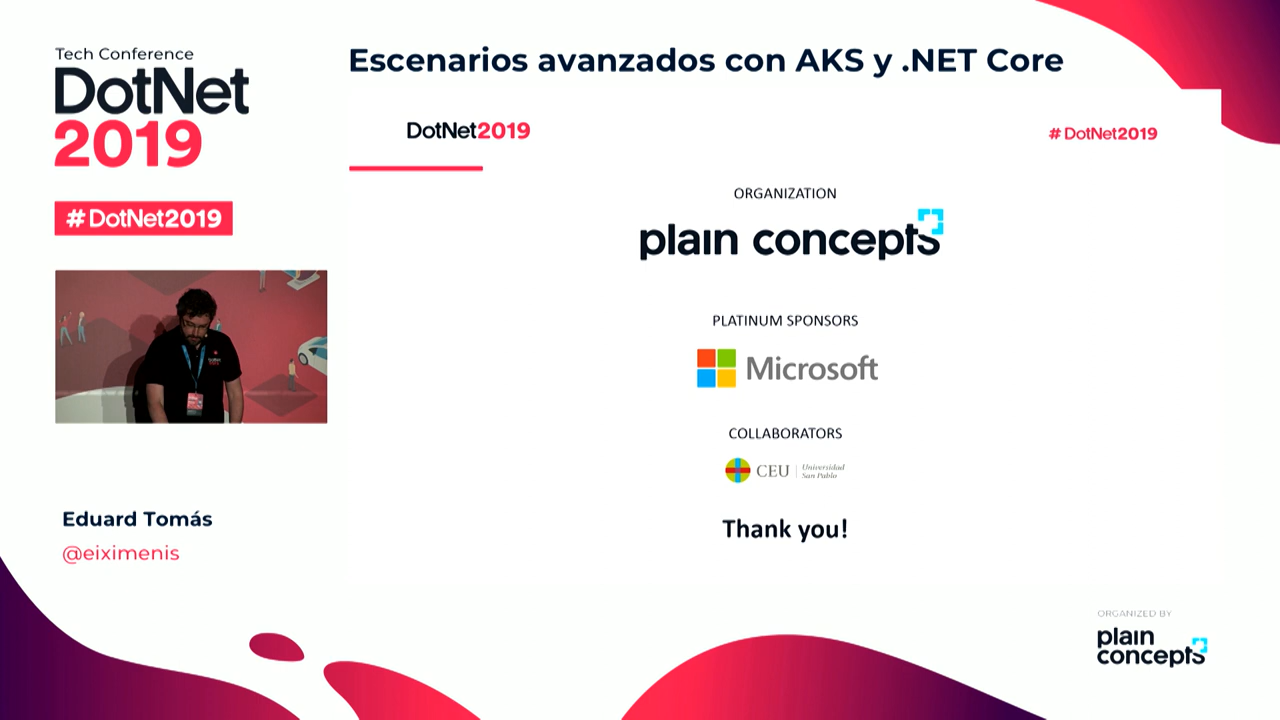 Tech Conference
DotNet
2019
#DotNet2019
Eduard Tomás
@eiximenis
Escenarios avanzados con AKS y .NET Core
DotNet2019
#DotNet2019
ORGANIZATION
plain concepts
PLATINUM SPONSORS
Microsoft
COLLABORATORS
CEU Universidad
San Pablo
Thank you!
ORGANIZED BY
plain
concepts